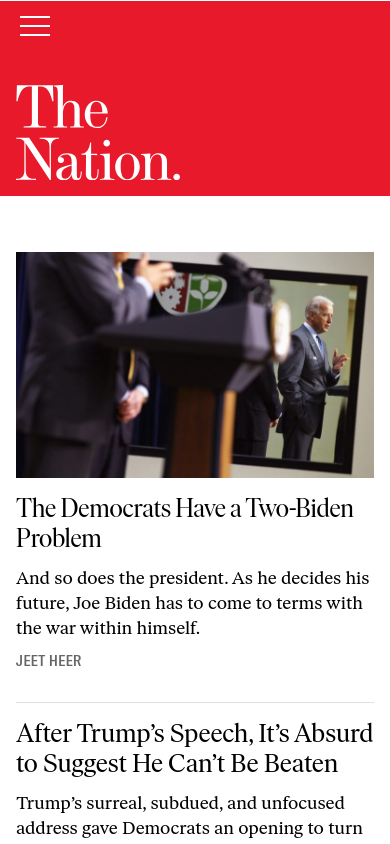 The
Nation.
The Democrats Have a Two-Biden
Problem
And so does the president. As he decides his
future, Joe Biden has to come to terms with
the war within himself.
JEET HEER
After Trump’s Speech, It’s Absurd
to Suggest He Can’t Be Beaten
Trump’s surreal, subdued, and unfocused
address gave Democrats an opening to turn